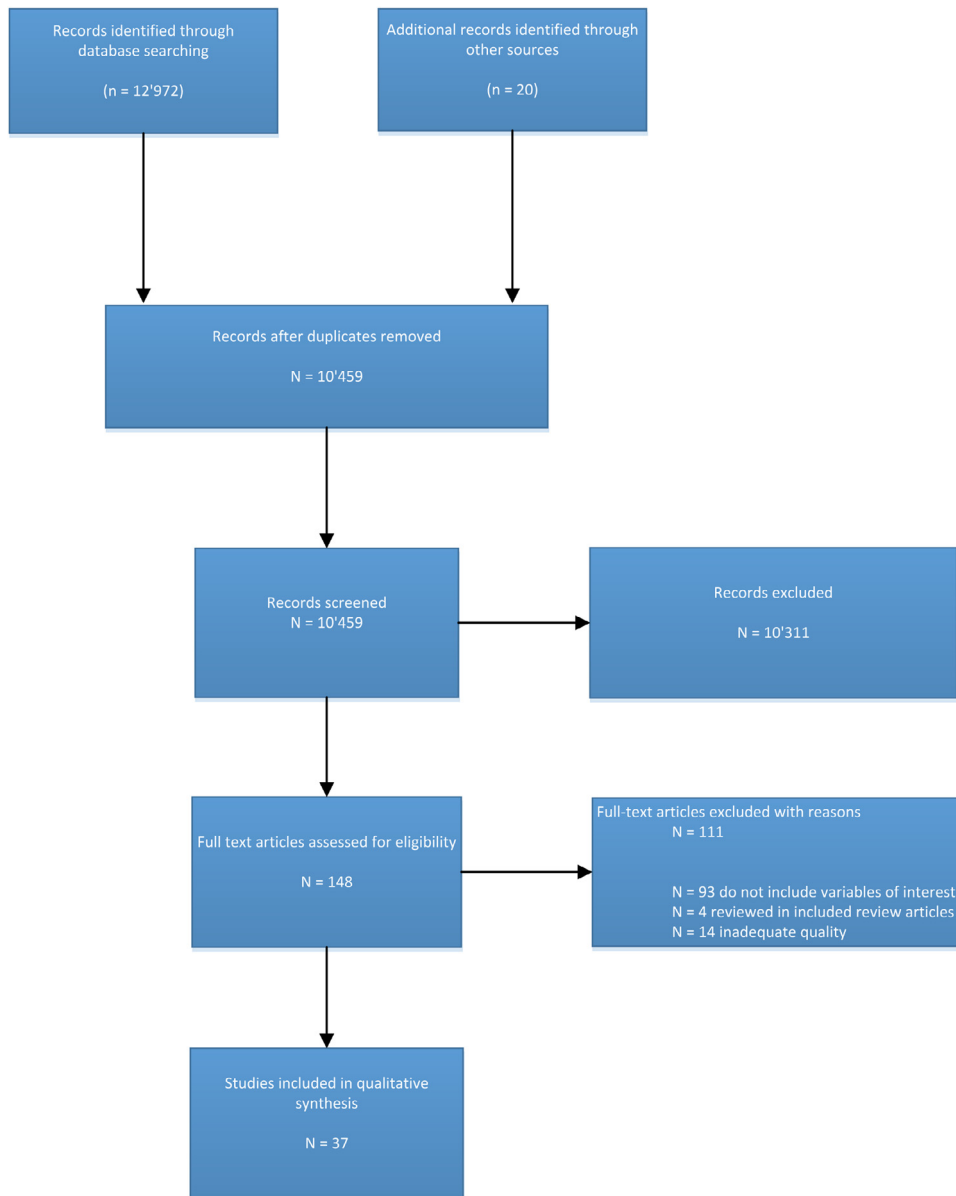 Records identified through
database searching
(n = 12'972)
Additional records identified through
other sources
(n = 20)
Records after duplicates removed
N = 10'459
Records screened
N = 10'459
Records excluded
N = 10'311
Full text articles assessed for eligibility
N = 148
Full-text articles excluded with reasons
N = 111
N = 93 do not include variables of interest
N = 4 reviewed in included review articles
N = 14 inadequate quality
Studies included in qualitative
synthesis
N = 37